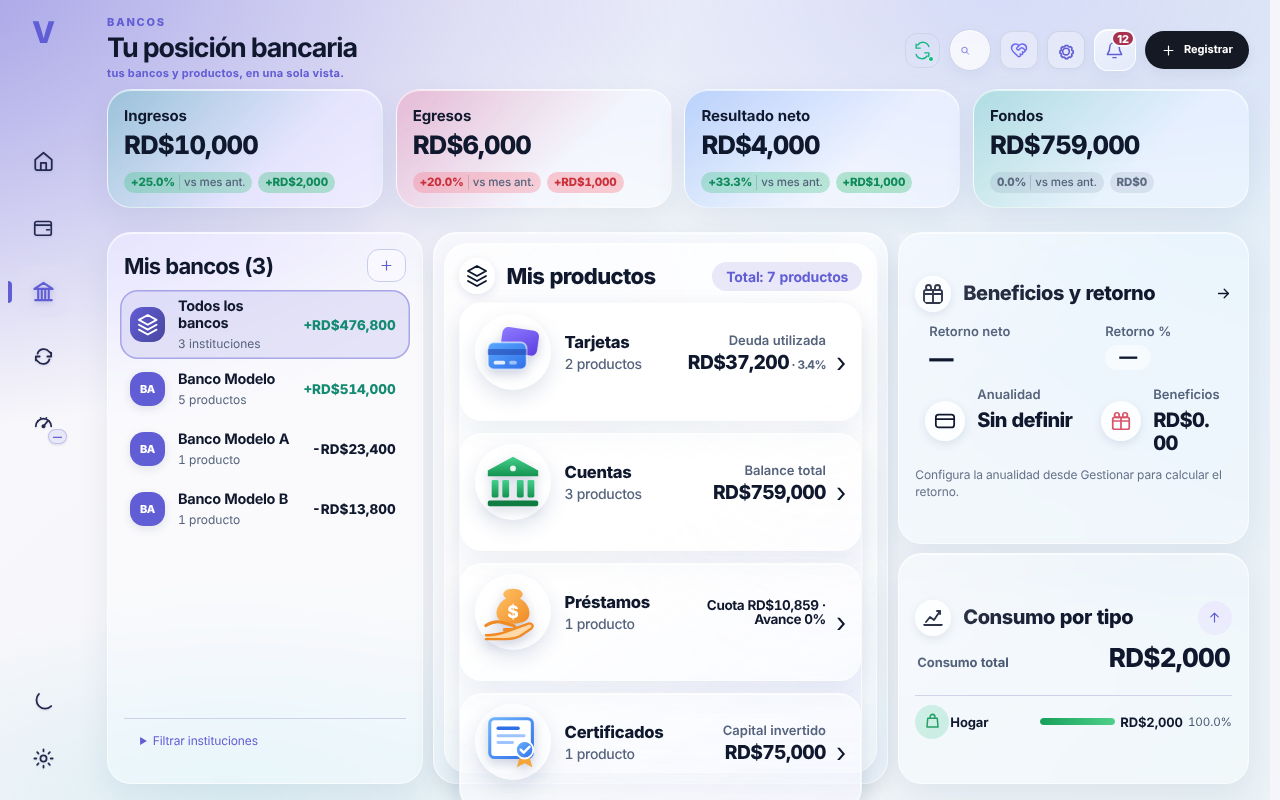 V
BANCOS
Tu posición bancaria
tus bancos y productos, en una sola vista.
12
+ Registrar
Ingresos
RD$10,000
+25.0% | vs mes ant. +RD$2,000
Egresos
RD$6,000
+20.0% | vs mes ant. +RD$1,000
Resultado neto
RD$4,000
+33.3% | vs mes ant. +RD$1,000
Fondos
RD$759,000
0.0% | vs mes ant. RD$0
Mis bancos (3)
+
Todos los
bancos
3 instituciones
+RD$476,800
BA
Banco Modelo
5 productos
+RD$514,000
BA
Banco Modelo A
1 producto
-RD$23,400
BA
Banco Modelo B
1 producto
-RD$13,800
Filtrar instituciones
Mis productos
Total: 7 productos
Tarjetas
2 productos
Deuda utilizada
RD$37,200 · 3.4%
Cuentas
3 productos
Balance total
RD$759,000
$
Préstamos
1 producto
Cuota RD$10,859 ·
Avance 0%
Certificados
1 producto
Capital invertido
RD$75,000
Beneficios y retorno
Retorno neto
—
Retorno %
—
Anualidad
Sin definir
Beneficios
RD$0.
00
Configura la anualidad desde Gestionar para calcular el
retorno.
Consumo por tipo
Consumo total
RD$2,000
Hogar
RD$2,000 100.0%